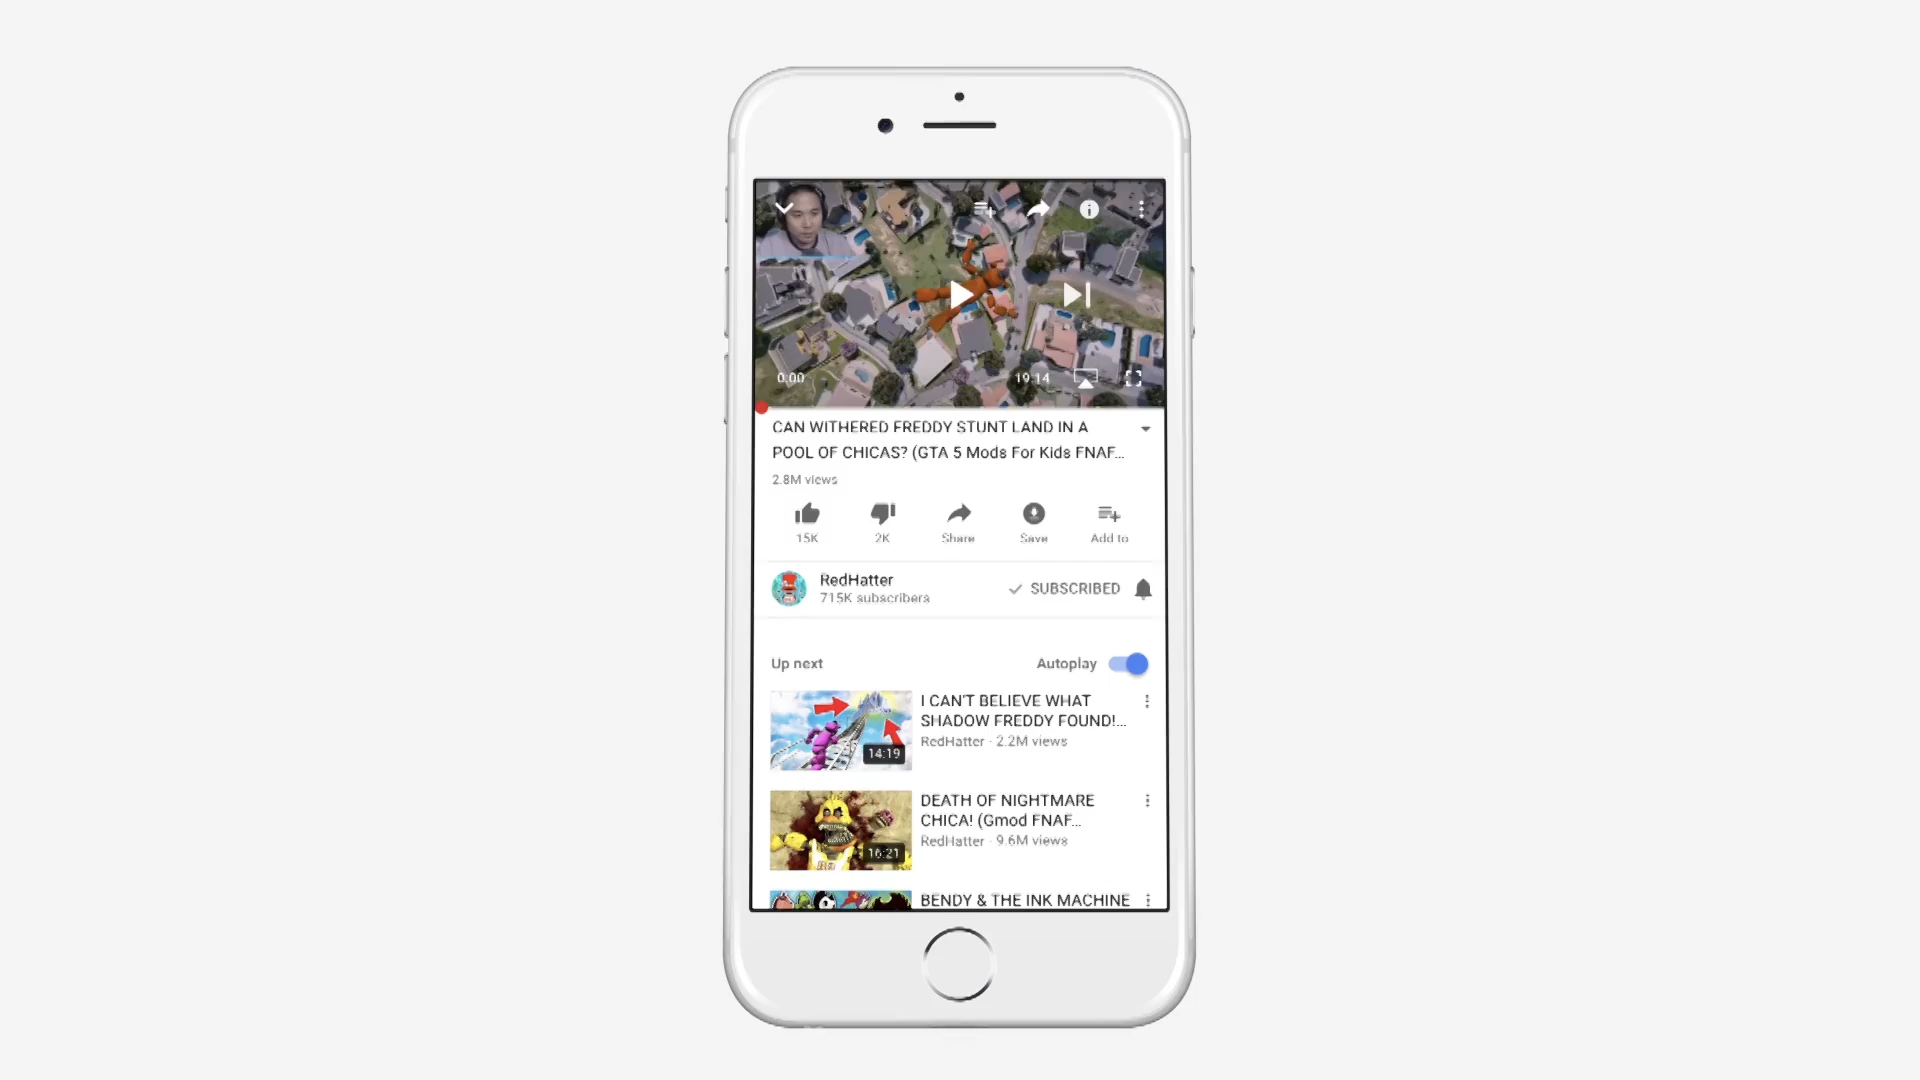 0:00
19:14
CAN WITHERED FREDDY STUNT LAND IN A
POOL OF CHICAS? (GTA 5 Mods For Kids FNAF...
2.8M views
15K
2K
Share
Save
Add to
RedHatter
715K subscribers
SUBSCRIBED
Up next
Autoplay
14:19
I CAN'T BELIEVE WHAT
SHADOW FREDDY FOUND!...
RedHatter · 2.2M views
16:21
DEATH OF NIGHTMARE
CHICA! (Gmod FNAF...
RedHatter · 9.6M views
BENDY & THE INK MACHINE